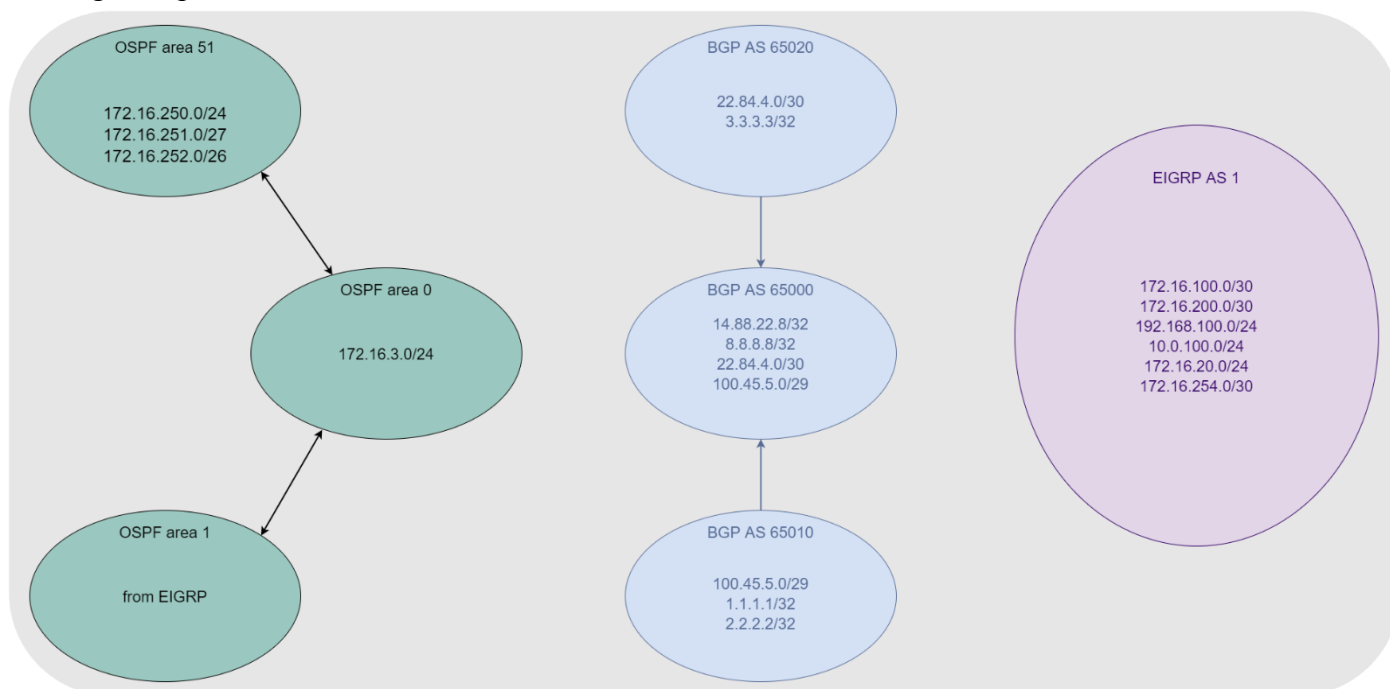 OSPF area 51
172.16.250.0/24
172.16.251.0/27
172.16.252.0/26
OSPF area 0
172.16.3.0/24
OSPF area 1
from EIGRP
BGP AS 65020
22.84.4.0/30
3.3.3.3/32
BGP AS 65000
14.88.22.8/32
8.8.8.8/32
22.84.4.0/30
100.45.5.0/29
BGP AS 65010
100.45.5.0/29
1.1.1.1/32
2.2.2.2/32
EIGRP AS 1
172.16.100.0/30
172.16.200.0/30
192.168.100.0/24
10.0.100.0/24
172.16.20.0/24
172.16.254.0/30